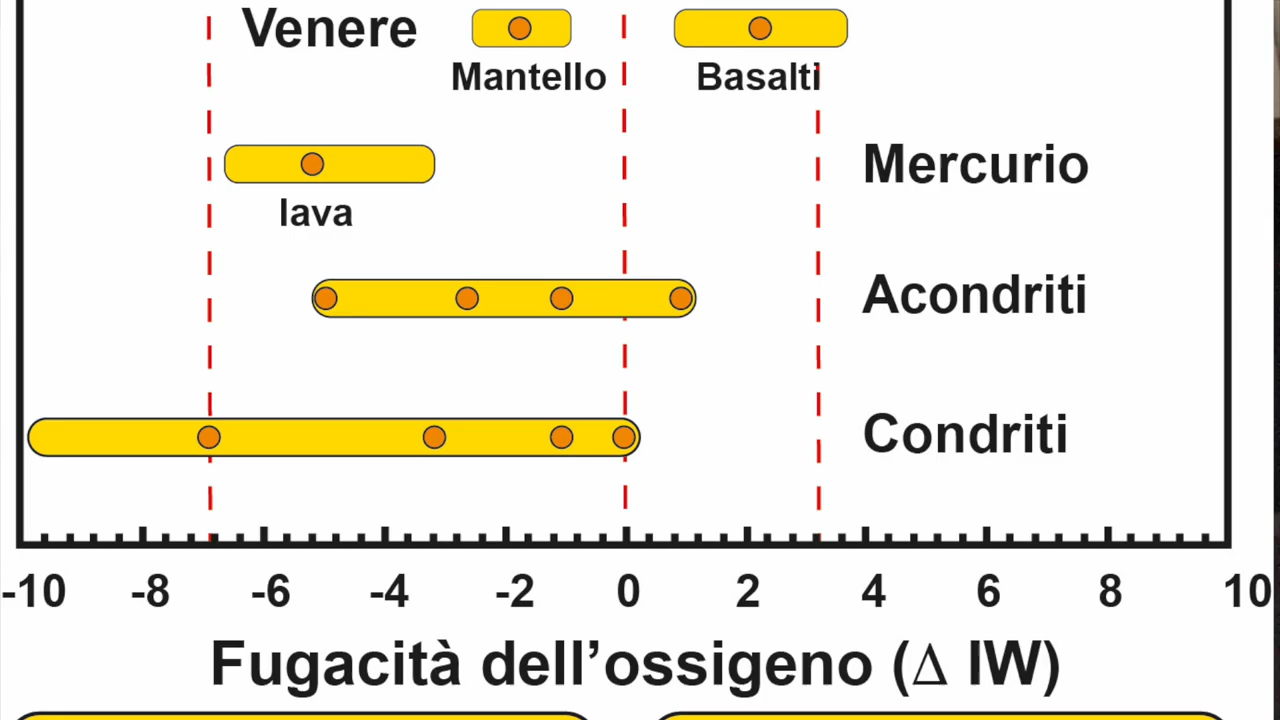 Venere
Mantello
Basalti
Mercurio
lava
Acondriti
Condriti
-10 -8 -6 -4 -2 0 2 4 6 8 10
Fugacità dell’ossigeno (Δ IW)